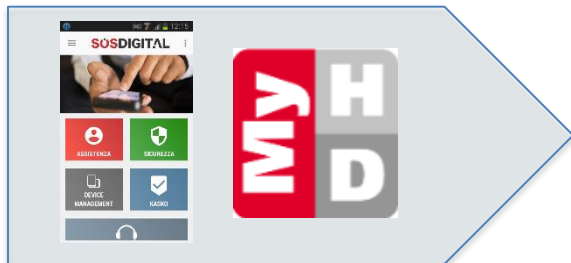 12:15
SOSDIGITAL
ASSISTENZA
SICUREZZA
DEVICE
MANAGEMENT
KASKO
My
H
D